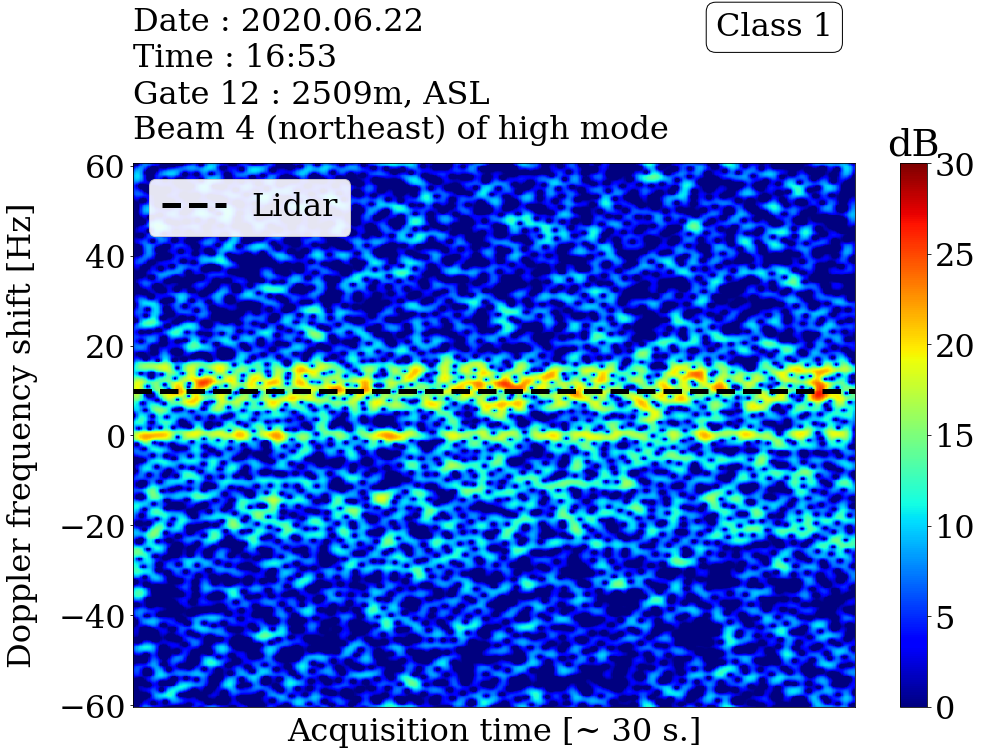 Date : 2020.06.22
Class 1
Time : 16:53
Gate 12 : 2509m, ASL
Beam 4 (northeast) of high mode
dB
Lidar
Doppler frequency shift [Hz]
60
40
20
0
−20
−40
−60
Acquisition time [~ 30 s.]
30
25
20
15
10
5
0